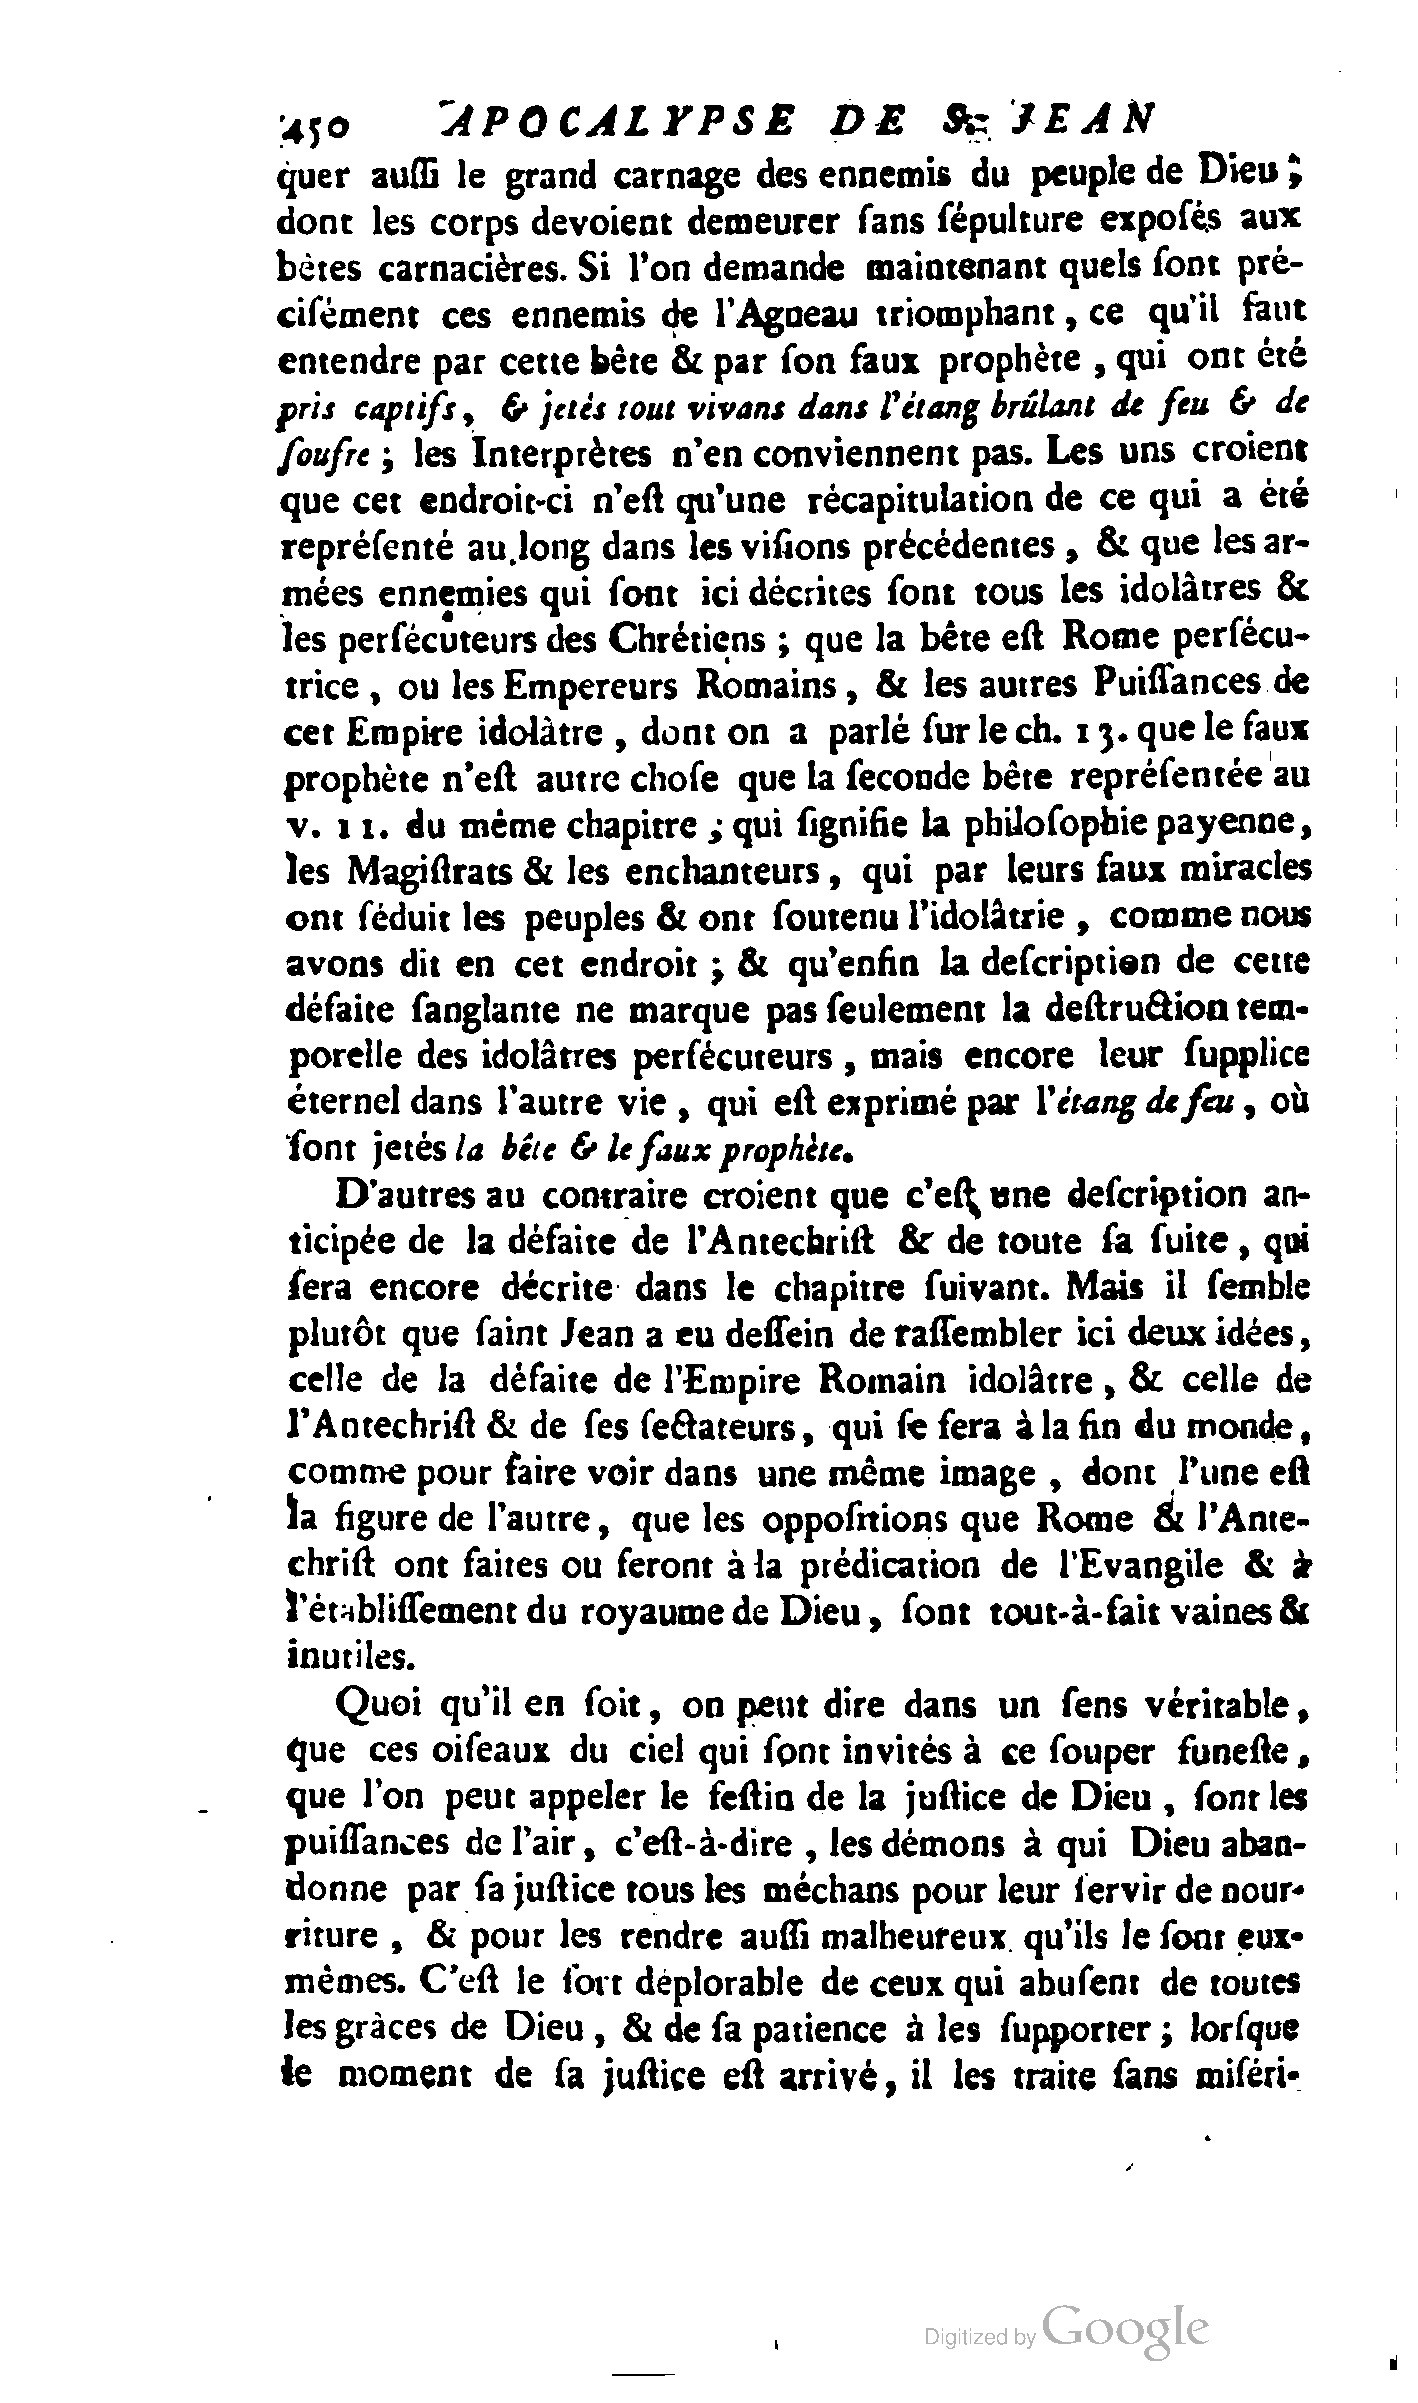 450 APOCALYPSE DE St. JEAN
quer auſſi le grand carnage des ennemis du peuple de Dieu;
dont les corps devoient demeurer ſans ſépulture expoſés aux
bêtes carnacières. Si l'on demande maintenant quels ſont pré-
ciſément ces ennemis de l'Agneau triomphant, ce qu'il faut
entendre par cette bête & par ſon faux prophète, qui ont été
pris captifs, & jetés tout vivans dans l'étang brûlant de feu & de
ſoufre; les Interprètes n'en conviennent pas. Les uns croient
que cet endroit-ci n'eſt qu'une récapitulation de ce qui a été
repréſenté au long dans les viſions précédentes, & que les ar-
mées ennemies qui ſont ici décrites ſont tous les idolâtres &
les perſécuteurs des Chrétiens; que la bête eſt Rome perſécu-
trice, ou les Empereurs Romains, & les autres Puiſſances de
cet Empire idolâtre, dont on a parlé ſur le ch. 13. que le faux
prophète n'eſt autre choſe que la ſeconde bête repréſentée au
v. 11. du même chapitre; qui ſignifie la philoſophie payenne,
les Magiſtrats & les enchanteurs, qui par leurs faux miracles
ont ſéduit les peuples & ont ſoutenu l'idolâtrie, comme nous
avons dit en cet endroit; & qu'enfin la deſcription de cette
défaite ſanglante ne marque pas ſeulement la deſtruction tem-
porelle des idolâtres perſécuteurs, mais encore leur ſupplice
éternel dans l'autre vie, qui eſt exprimé par l'étang de feu, où
ſont jetés la bête & le faux prophète.
D'autres au contraire croient que c'eſt une deſcription an-
ticipée de la défaite de l'Antechriſt & de toute ſa ſuite, qui
ſera encore décrite dans le chapitre ſuivant. Mais il ſemble
plutôt que ſaint Jean a eu deſſein de raſſembler ici deux idées,
celle de la défaite de l'Empire Romain idolâtre, & celle de
l'Antechriſt & de ſes ſectateurs, qui ſe fera à la fin du monde,
comme pour faire voir dans une même image, dont l'une eſt
la figure de l'autre, que les oppoſitions que Rome & l'Ante-
chriſt ont faites ou feront à la prédication de l'Evangile & à
l'établiſſement du royaume de Dieu, ſont tout-à-fait vaines &
inutiles.
Quoi qu'il en ſoit, on peut dire dans un ſens véritable,
que ces oiſeaux du ciel qui ſont invités à ce ſouper funeſte,
que l'on peut appeler le feſtin de la juſtice de Dieu, ſont les
puiſſances de l'air, c'eſt-à-dire, les démons à qui Dieu aban-
donne par ſa juſtice tous les méchans pour leur ſervir de nour-
riture, & pour les rendre auſſi malheureux qu'ils le ſont eux-
mêmes. C'eſt le ſort déplorable de ceux qui abuſent de toutes
les grâces de Dieu, & de ſa patience à les ſupporter; lorſque
le moment de ſa juſtice eſt arrivé, il les traite ſans miſéri-
Digitized by Google